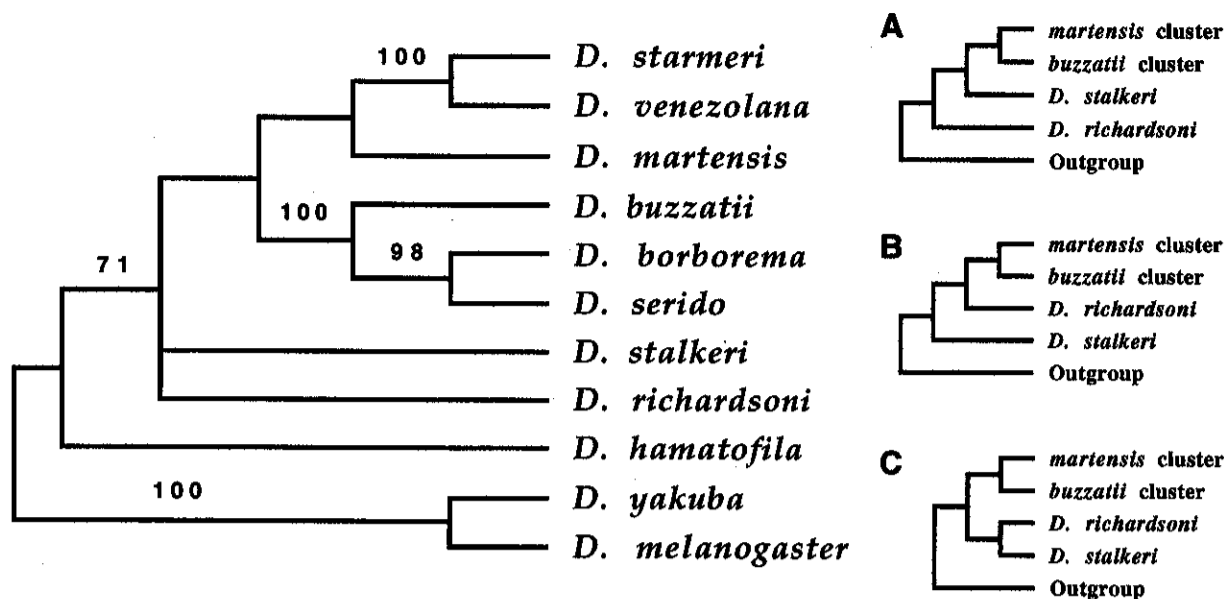 100
D. starmeri
D. venezolana
D. martensis
100
D. buzzatii
98
D. borborema
D. serido
71
D. stalkeri
D. richardsoni
D. hamatofila
100
D. yakuba
D. melanogaster
A
martensis cluster
buzzatii cluster
D. stalkeri
D. richardsoni
Outgroup
B
martensis cluster
buzzatii cluster
D. richardsoni
D. stalkeri
Outgroup
C
martensis cluster
buzzatii cluster
D. richardsoni
D. stalkeri
Outgroup